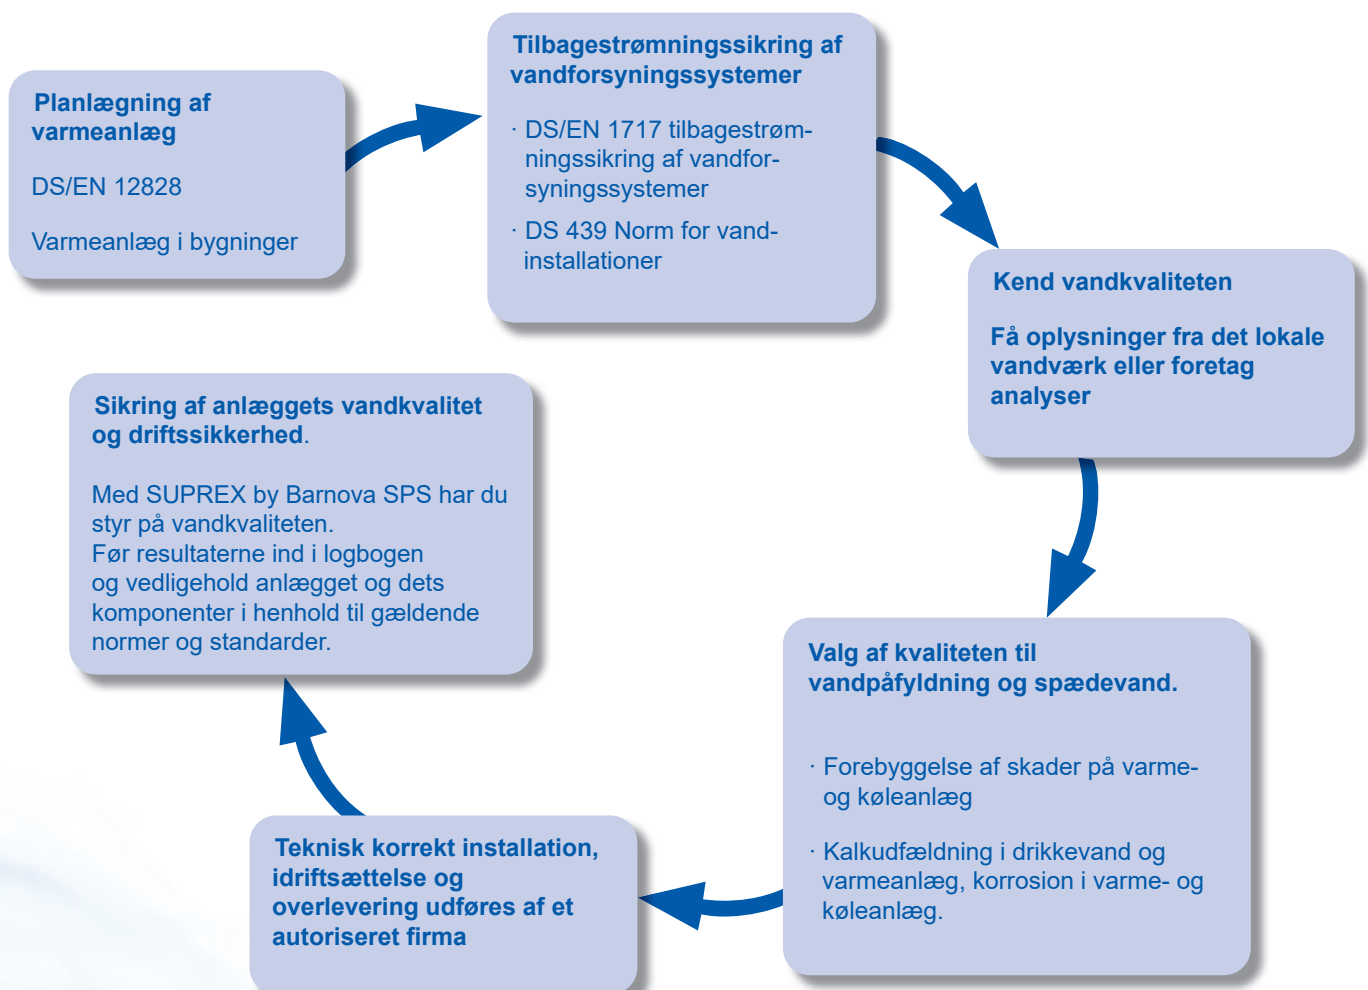 Planlægning af
varmeanlæg
DS/EN 12828
Varmeanlæg i bygninger
Tilbagestrømningssikring af
vandforsyningssystemer
· DS/EN 1717 tilbagestrøm-
ningssikring af vandfor-
syningssystemer
· DS 439 Norm for vand-
installationer
Kend vandkvaliteten
Få oplysninger fra det lokale
vandværk eller foretag
analyser
Valg af kvaliteten til
vandpåfyldning og spædevand.
· Forebyggelse af skader på varme-
og køleanlæg
· Kalkudfældning i drikkevand og
varmeanlæg, korrosion i varme- og
køleanlæg.
Teknisk korrekt installation,
idriftsættelse og
overlevering udføres af et
autoriseret firma
Sikring af anlæggets vandkvalitet
og driftssikkerhed.
Med SUPREX by Barnova SPS har du
styr på vandkvaliteten.
Før resultaterne ind i logbogen
og vedligehold anlægget og dets
komponenter i henhold til gældende
normer og standarder.